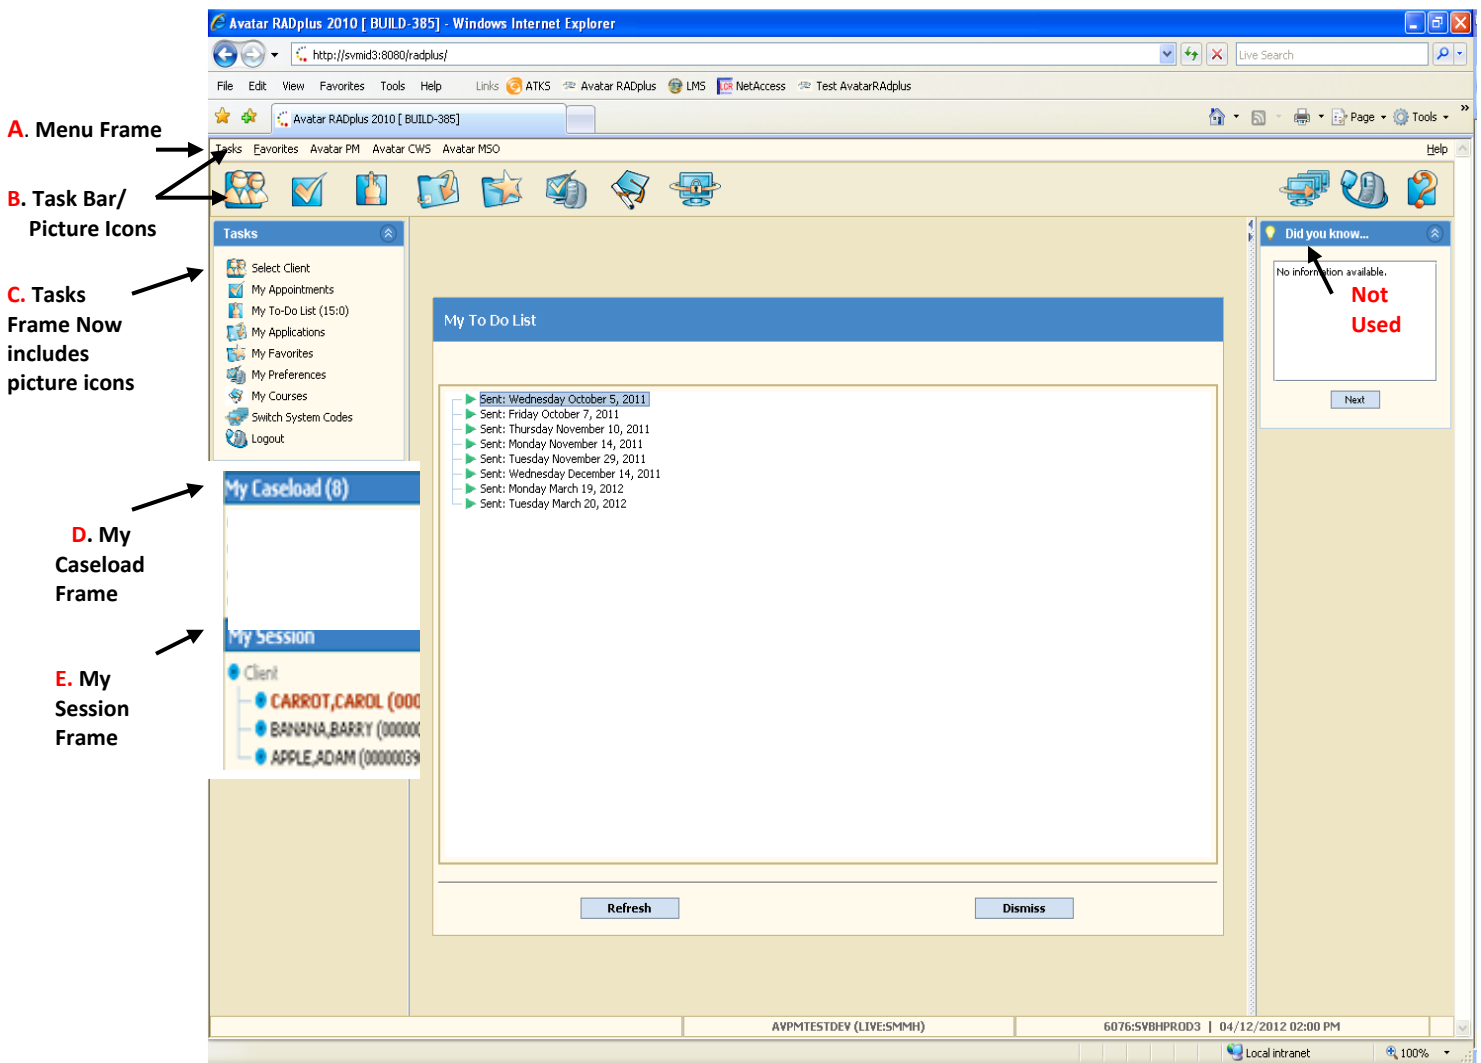 Avatar RADplus 2010 [ BUILD-385] - Windows Internet Explorer
http://svmid3:8080/radplus/
Live Search
File Edit View Favorites Tools Help Links ATKS Avatar RADplus LMS NetAccess Test AvatarRAdplus
Avatar RADplus 2010 [ BUILD-385]
Page Tools
A. Menu Frame
Tasks Favorites Avatar PM Avatar CWS Avatar MSO Help
B. Task Bar/
Picture Icons
Tasks
Select Client
My Appointments
My To-Do List (15:0)
My Applications
My Favorites
My Preferences
My Courses
Switch System Codes
Logout
C. Tasks
Frame Now
includes
picture icons
My Caseload (8)
D. My
Caseload
Frame
My Session
Client
CARROT,CAROL (000
BANANA,BARRY (00000
APPLE,ADAM (00000039
E. My
Session
Frame
My To Do List
Sent: Wednesday October 5, 2011
Sent: Friday October 7, 2011
Sent: Thursday November 10, 2011
Sent: Monday November 14, 2011
Sent: Tuesday November 29, 2011
Sent: Wednesday December 14, 2011
Sent: Monday March 19, 2012
Sent: Tuesday March 20, 2012
Refresh Dismiss
Did you know...
No information available.
Not
Used
Next
AVPMTESTDEV (LIVE:SMMH) 6076:SVBHPROD3 | 04/12/2012 02:00 PM
Local intranet 100%